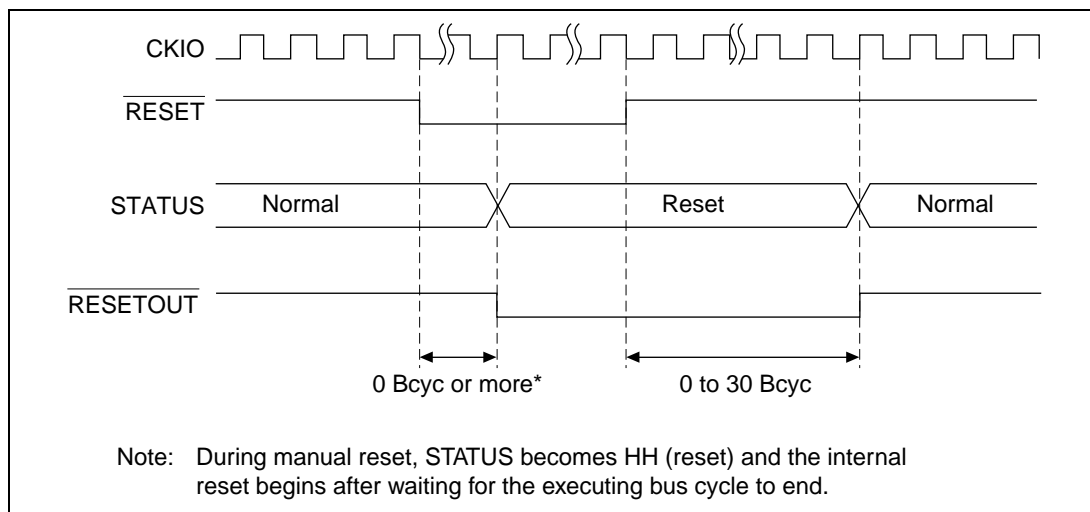 CKIO
RESET
STATUS Normal Reset Normal
RESETOUT
0 Bcyc or more* 0 to 30 Bcyc
Note: During manual reset, STATUS becomes HH (reset) and the internal
reset begins after waiting for the executing bus cycle to end.